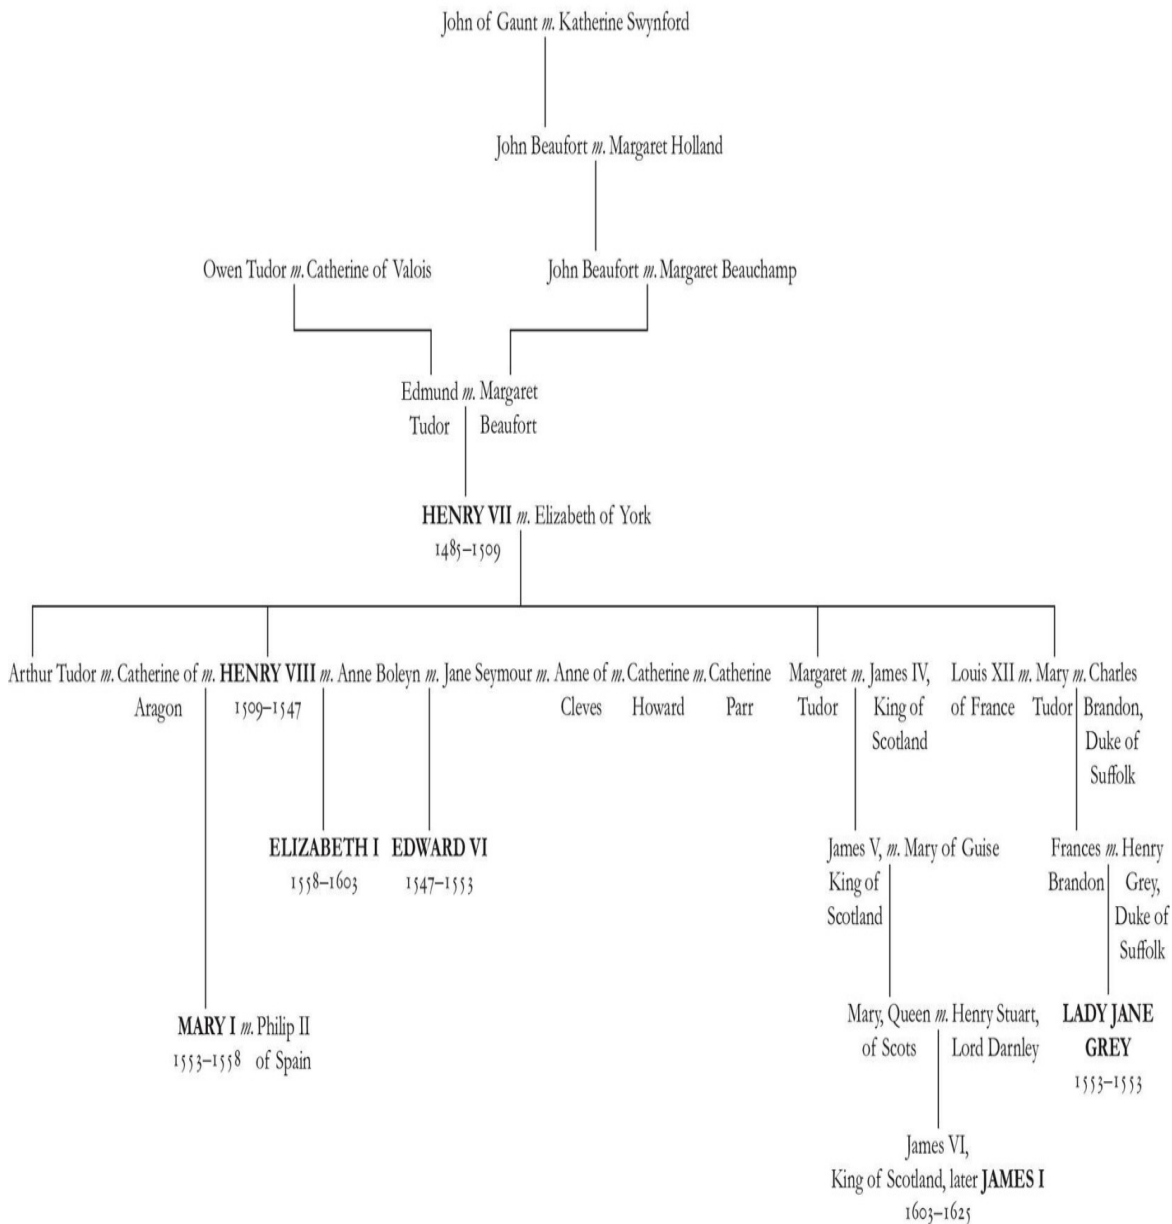 John of Gaunt m. Katherine Swynford
John Beaufort m. Margaret Holland
Owen Tudor m. Catherine of Valois
John Beaufort m. Margaret Beauchamp
Edmund m. Margaret
Tudor Beaufort
HENRY VII m. Elizabeth of York
1485–1509
Arthur Tudor m. Catherine of m. HENRY VIII m. Anne Boleyn m. Jane Seymour m. Anne of m. Catherine m. Catherine
Aragon 1509–1547 Cleves Howard Parr
Margaret m. James IV,
Tudor King of
Scotland
Louis XII m. Mary m. Charles
of France Tudor Brandon,
Duke of
Suffolk
ELIZABETH I EDWARD VI
1558–1603 1547–1553
James V, m. Mary of Guise
King of
Scotland
Frances m. Henry
Brandon Grey,
Duke of
Suffolk
MARY I m. Philip II
1553–1558 of Spain
Mary, Queen m. Henry Stuart,
of Scots Lord Darnley
LADY JANE
GREY
1553–1553
James VI,
King of Scotland, later JAMES I
1603–1625